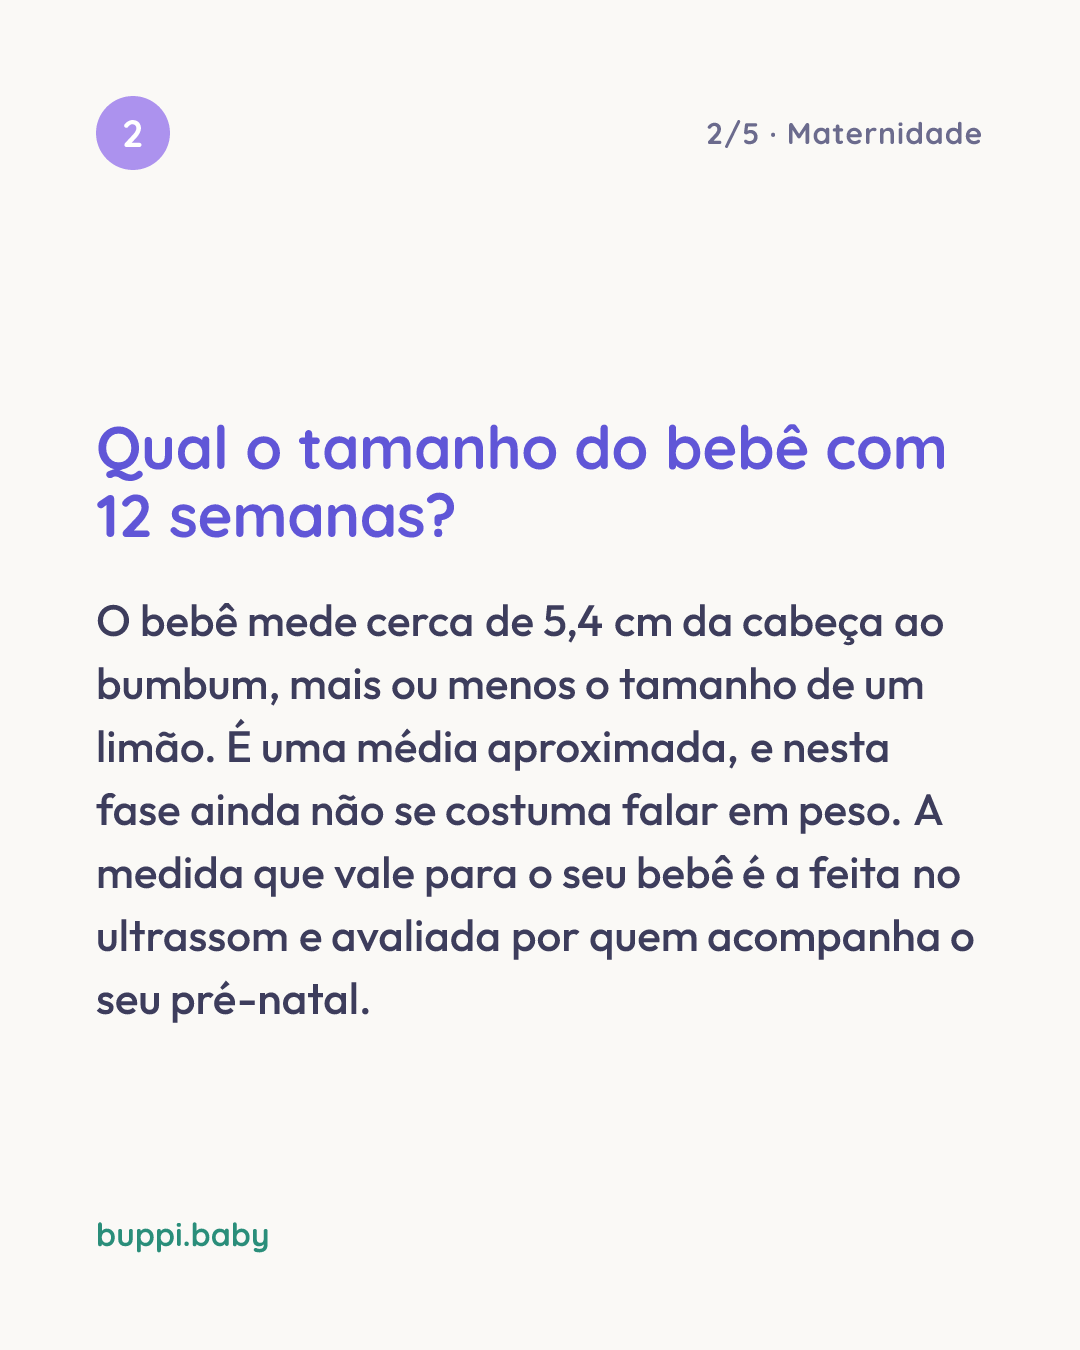 2
2/5 · Maternidade
Qual o tamanho do bebê com
12 semanas?
O bebê mede cerca de 5,4 cm da cabeça ao
bumbum, mais ou menos o tamanho de um
limão. É uma média aproximada, e nesta
fase ainda não se costuma falar em peso. A
medida que vale para o seu bebê é a feita no
ultrassom e avaliada por quem acompanha o
seu pré-natal.
buppi.baby